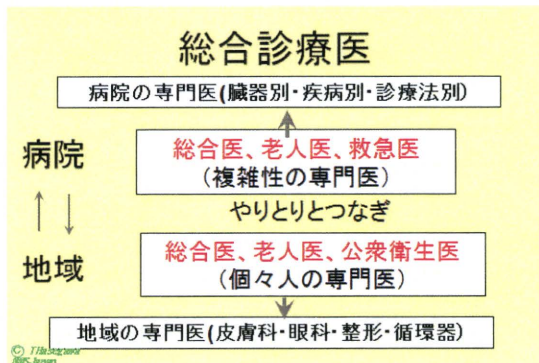 総合診療医
病院の専門医(臓器別・疾病別・診療法別)
病院
総合医、老人医、救急医
(複雑性の専門医)
やりとりとつなぎ
地域
総合医、老人医、公衆衛生医
(個々人の専門医)
地域の専門医(皮膚科・眼科・整形・循環器)